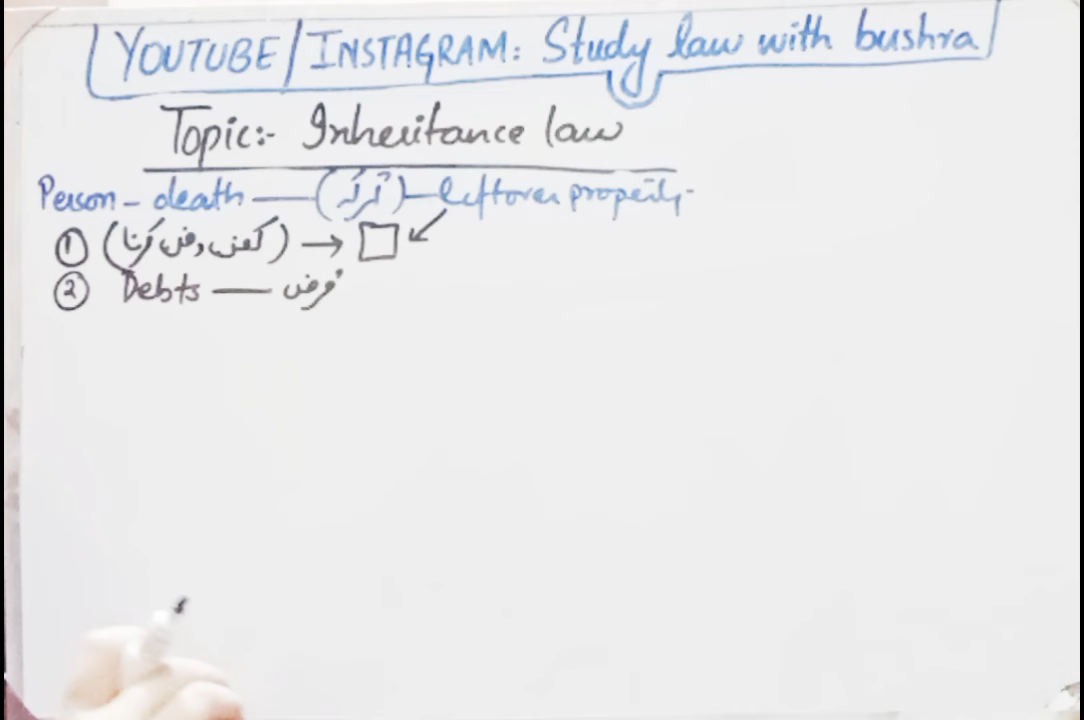 YOUTUBE/INSTAGRAM: Study law with bushra
Topic:- Inheritance law
Person - death — (ترکہ) — leftover property-
① (کفن دفن کرنا) → □
② Debts — قرض